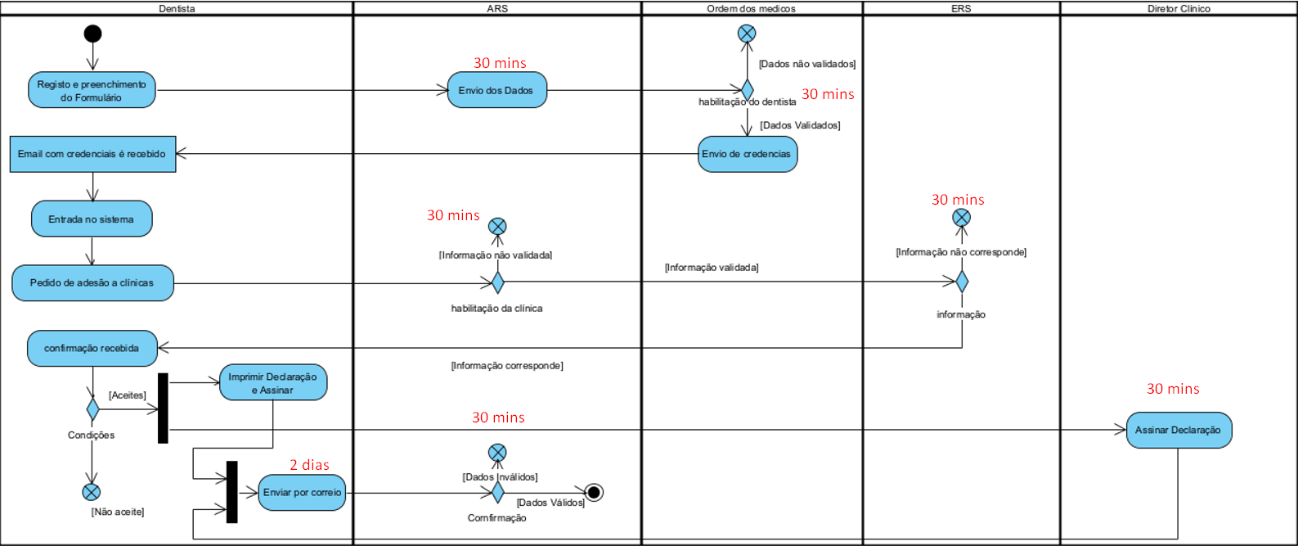 Dentista
ARS
Ordem dos medicos
ERS
Diretor Clínico
30 mins
[Dados não validados]
Registo e preenchimento
do Formulário
Envio dos Dados
habilitação do dentista
30 mins
[Dados Validados]
Email com credenciais é recebido
Envio de credencias
30 mins
30 mins
Entrada no sistema
[Informação não validada]
[Informação não corresponde]
Pedido de adesão a clínicas
[Informação validada]
habilitação da clínica
informação
confirmação recebida
[Informação corresponde]
Imprimir Declaração
e Assinar
[Aceites]
30 mins
30 mins
Condições
Assinar Declaração
2 dias
[Dados Inválidos]
Enviar por correio
[Dados Válidos]
[Não aceite]
Comfirmação